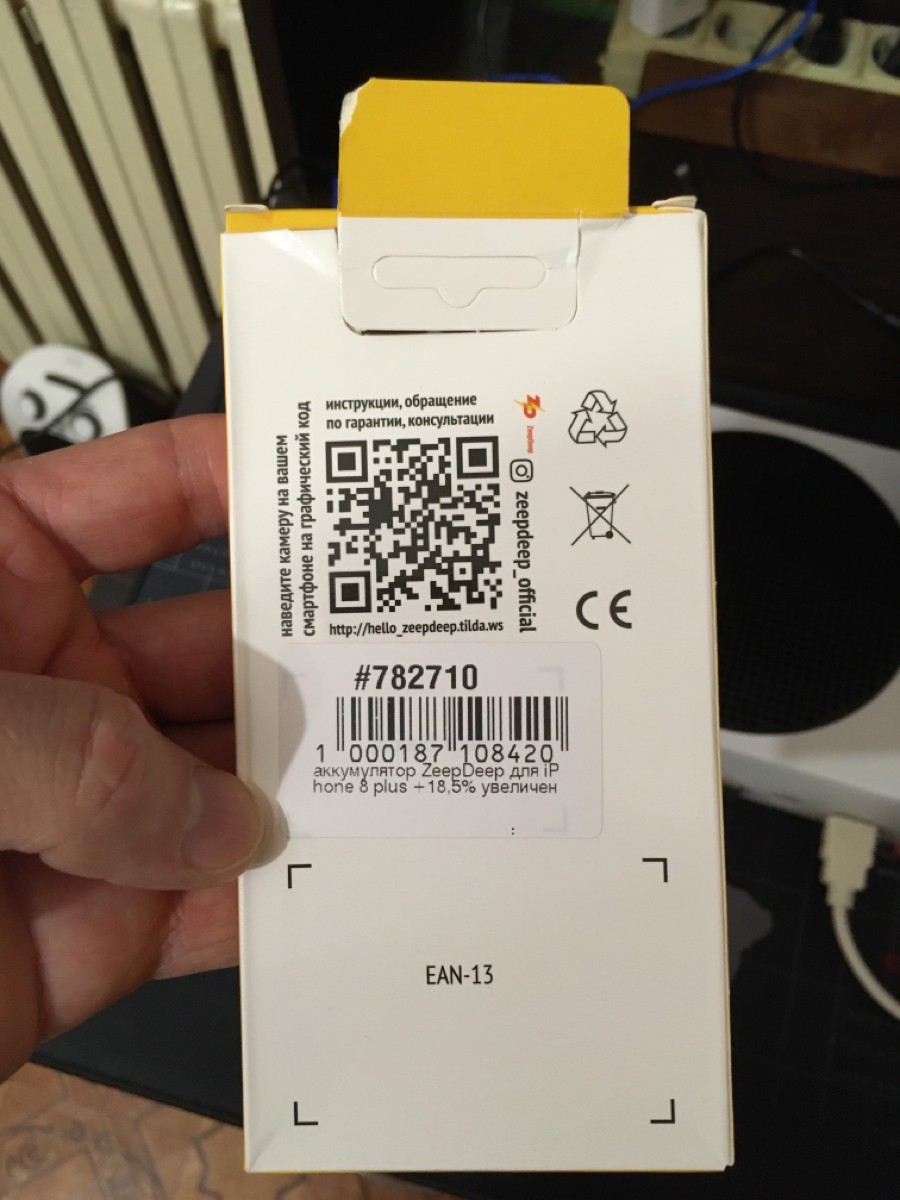 инструкции, обращение
по гарантии, консультации
наведите камеру на вашем
смартфоне на графический код
zeepdeep_official
http://hello_zeepdeep.tilda.ws
CE
#782710
1 000187 108420
аккумулятор ZeepDeep для iP
hone 8 plus +18,5% увеличен
EAN-13